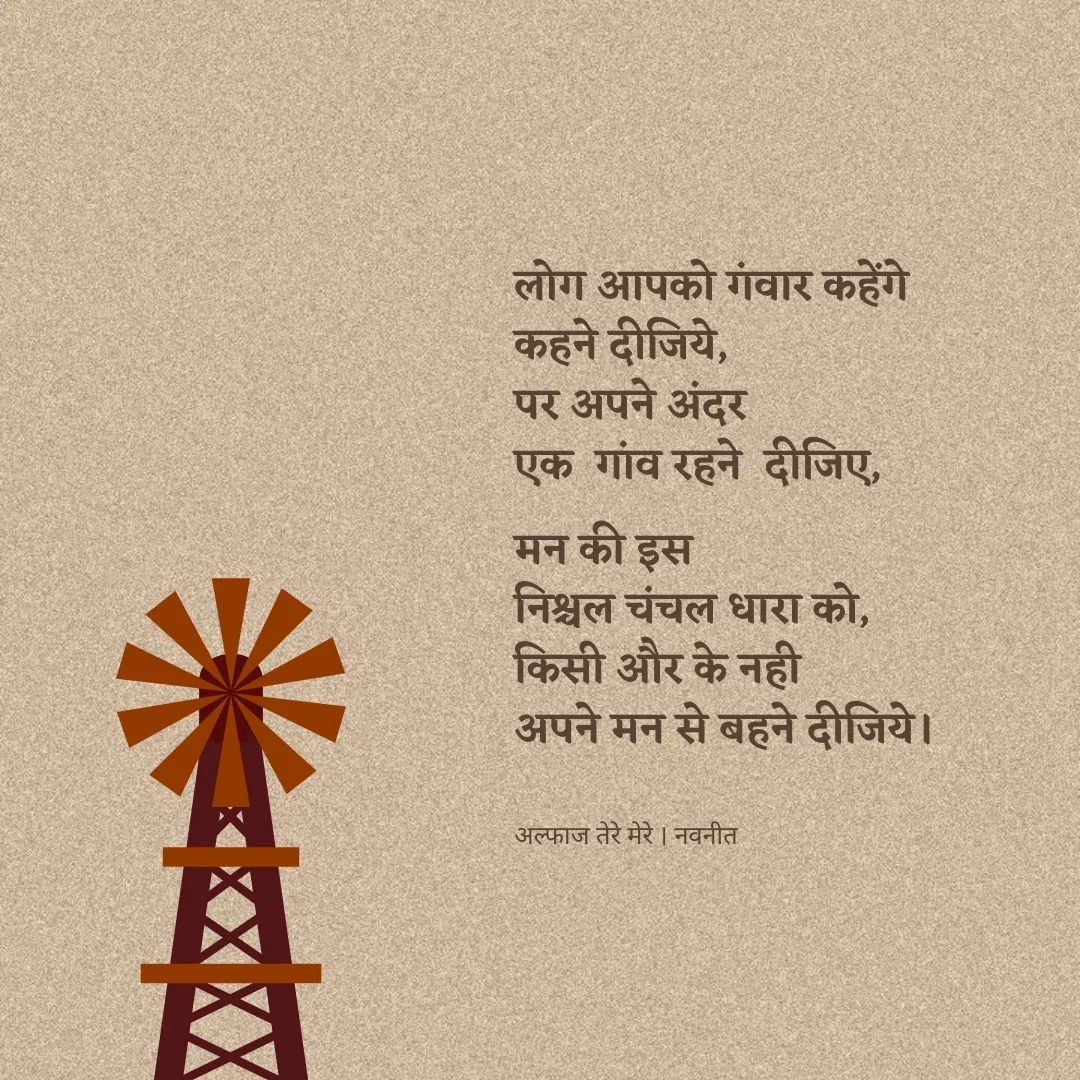 लोग आपको गंवार कहेंगे
कहने दीजिये,
पर अपने अंदर
एक गांव रहने दीजिए,
मन की इस
निश्चल चंचल धारा को,
किसी और के नही
अपने मन से बहने दीजिये।
अल्फाज तेरे मेरे | नवनीत